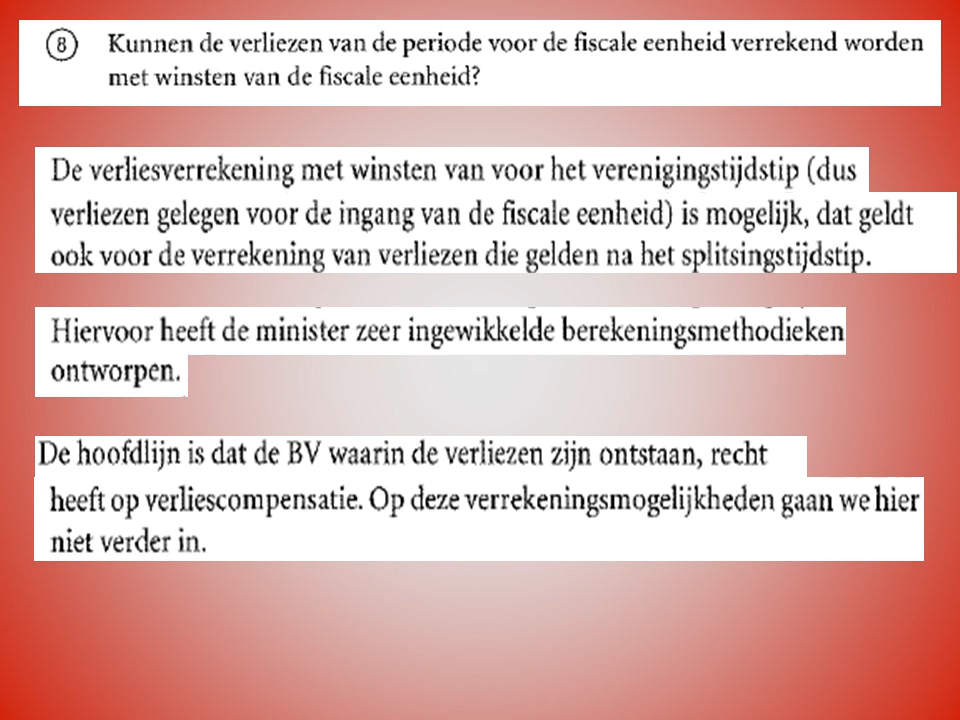 8 Kunnen de verliezen van de periode voor de fiscale eenheid verrekend worden
met winsten van de fiscale eenheid?
De verliesverrekening met winsten van voor het verenigingstijdstip (dus
verliezen gelegen voor de ingang van de fiscale eenheid) is mogelijk, dat geldt
ook voor de verrekening van verliezen die gelden na het splitsingstijdstip.
Hiervoor heeft de minister zeer ingewikkelde berekeningsmethodieken
ontworpen.
De hoofdlijn is dat de BV waarin de verliezen zijn ontstaan, recht
heeft op verliescompensatie. Op deze verrekeningsmogelijkheden gaan we hier
niet verder in.